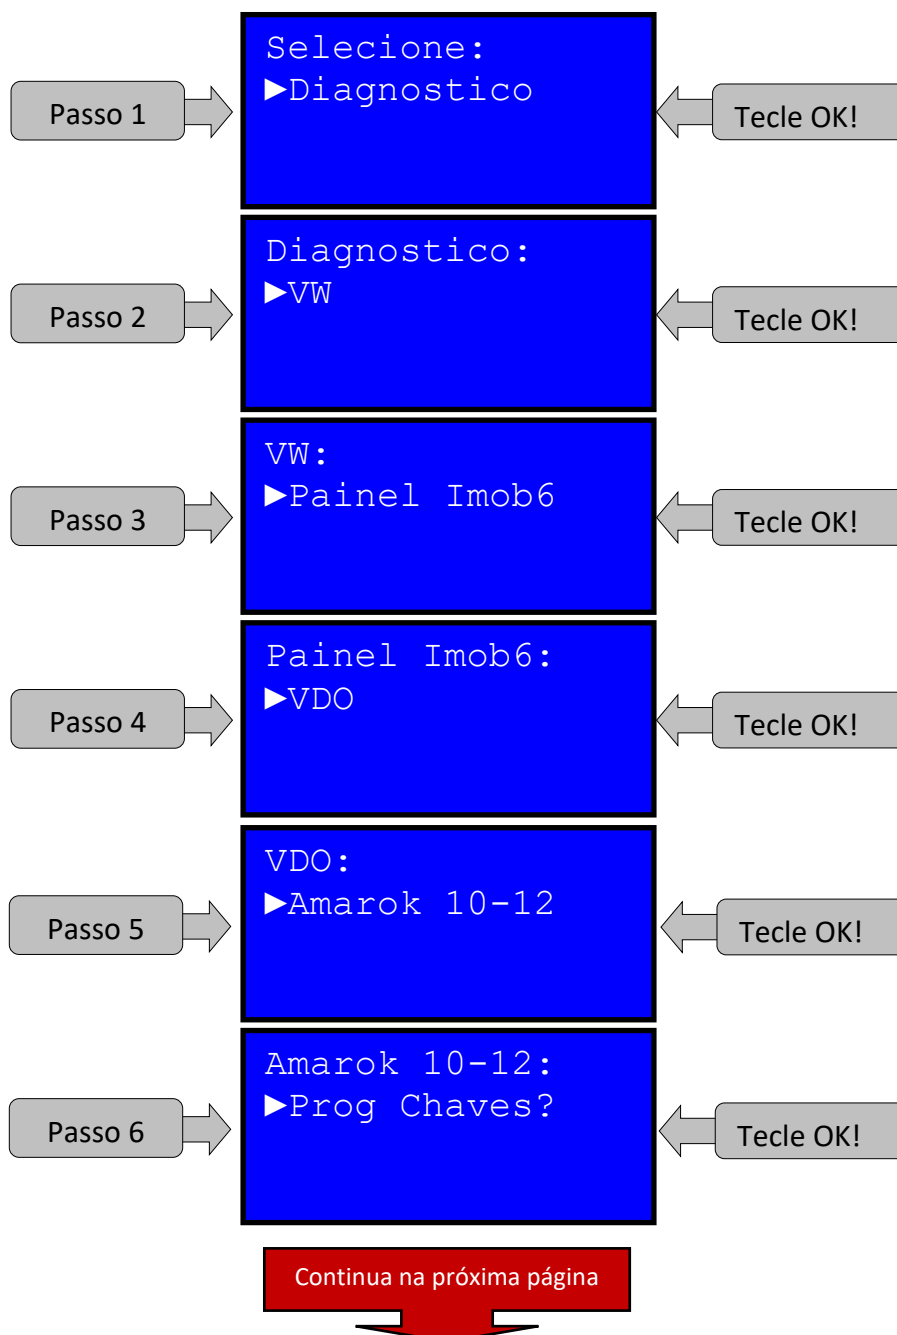 Selecione:
►Diagnostico
Passo 1
Tecle OK!
Diagnostico:
►VW
Passo 2
Tecle OK!
VW:
►Painel Imob6
Passo 3
Tecle OK!
Painel Imob6:
►VDO
Passo 4
Tecle OK!
VDO:
►Amarok 10-12
Passo 5
Tecle OK!
Amarok 10-12:
►Prog Chaves?
Passo 6
Tecle OK!
Continua na próxima página